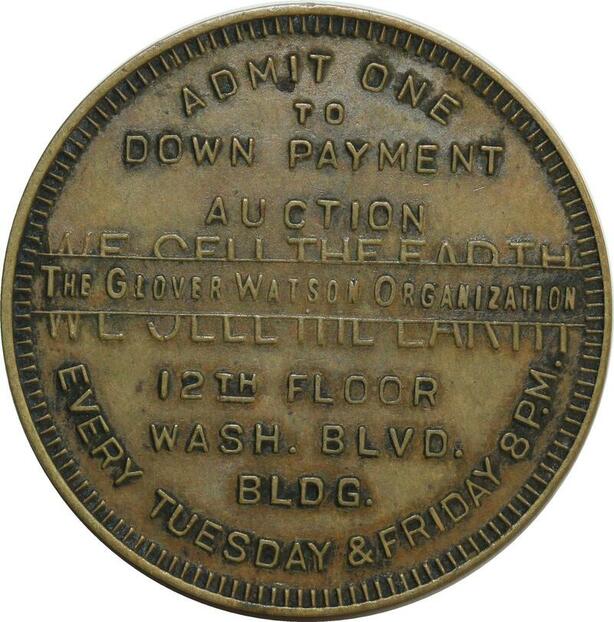 ADMIT ONE
TO
DOWN PAYMENT
AUCTION
WE SELL THE EARTH
THE GLOVER WATSON ORGANIZATION
WE SELL THE EARTH
12TH FLOOR
WASH. BLVD.
BLDG.
EVERY TUESDAY & FRIDAY 8 P.M.